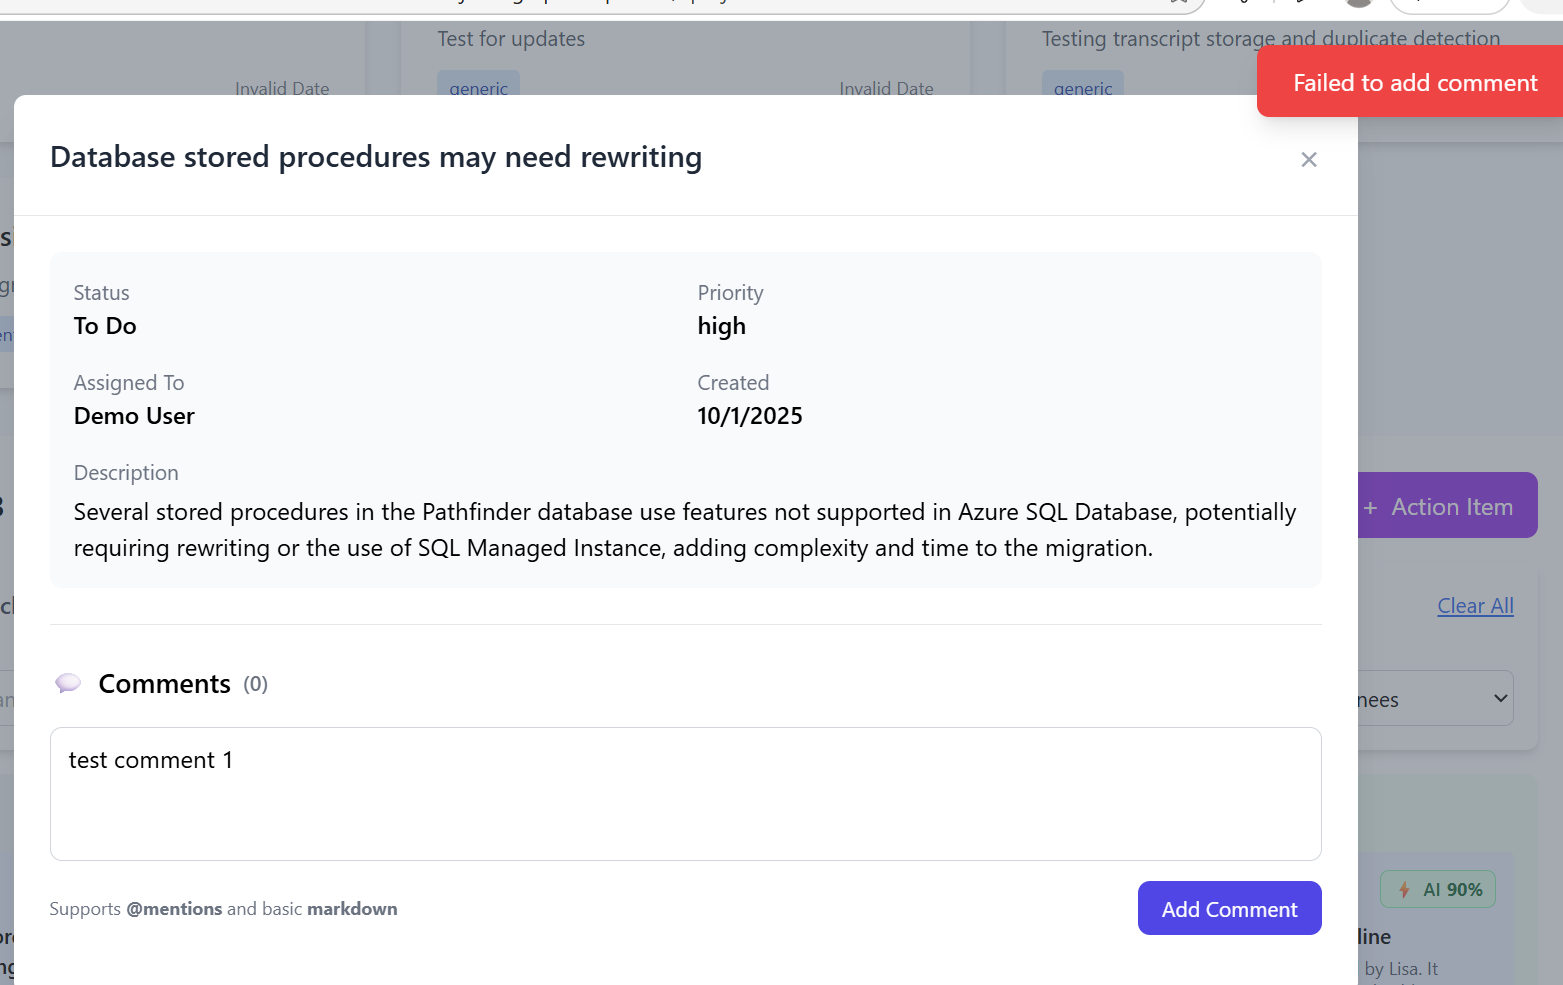 Test for updates
Testing transcript storage and duplicate detection
Invalid Date
generic
Invalid Date
generic
Failed to add comment
Database stored procedures may need rewriting
×
Status
To Do
Priority
high
Assigned To
Demo User
Created
10/1/2025
Description
Several stored procedures in the Pathfinder database use features not supported in Azure SQL Database, potentially
requiring rewriting or the use of SQL Managed Instance, adding complexity and time to the migration.
+ Action Item
Clear All
Comments (0)
nees
test comment 1
AI 90%
Supports @mentions and basic markdown
Add Comment
line
by Lisa. It